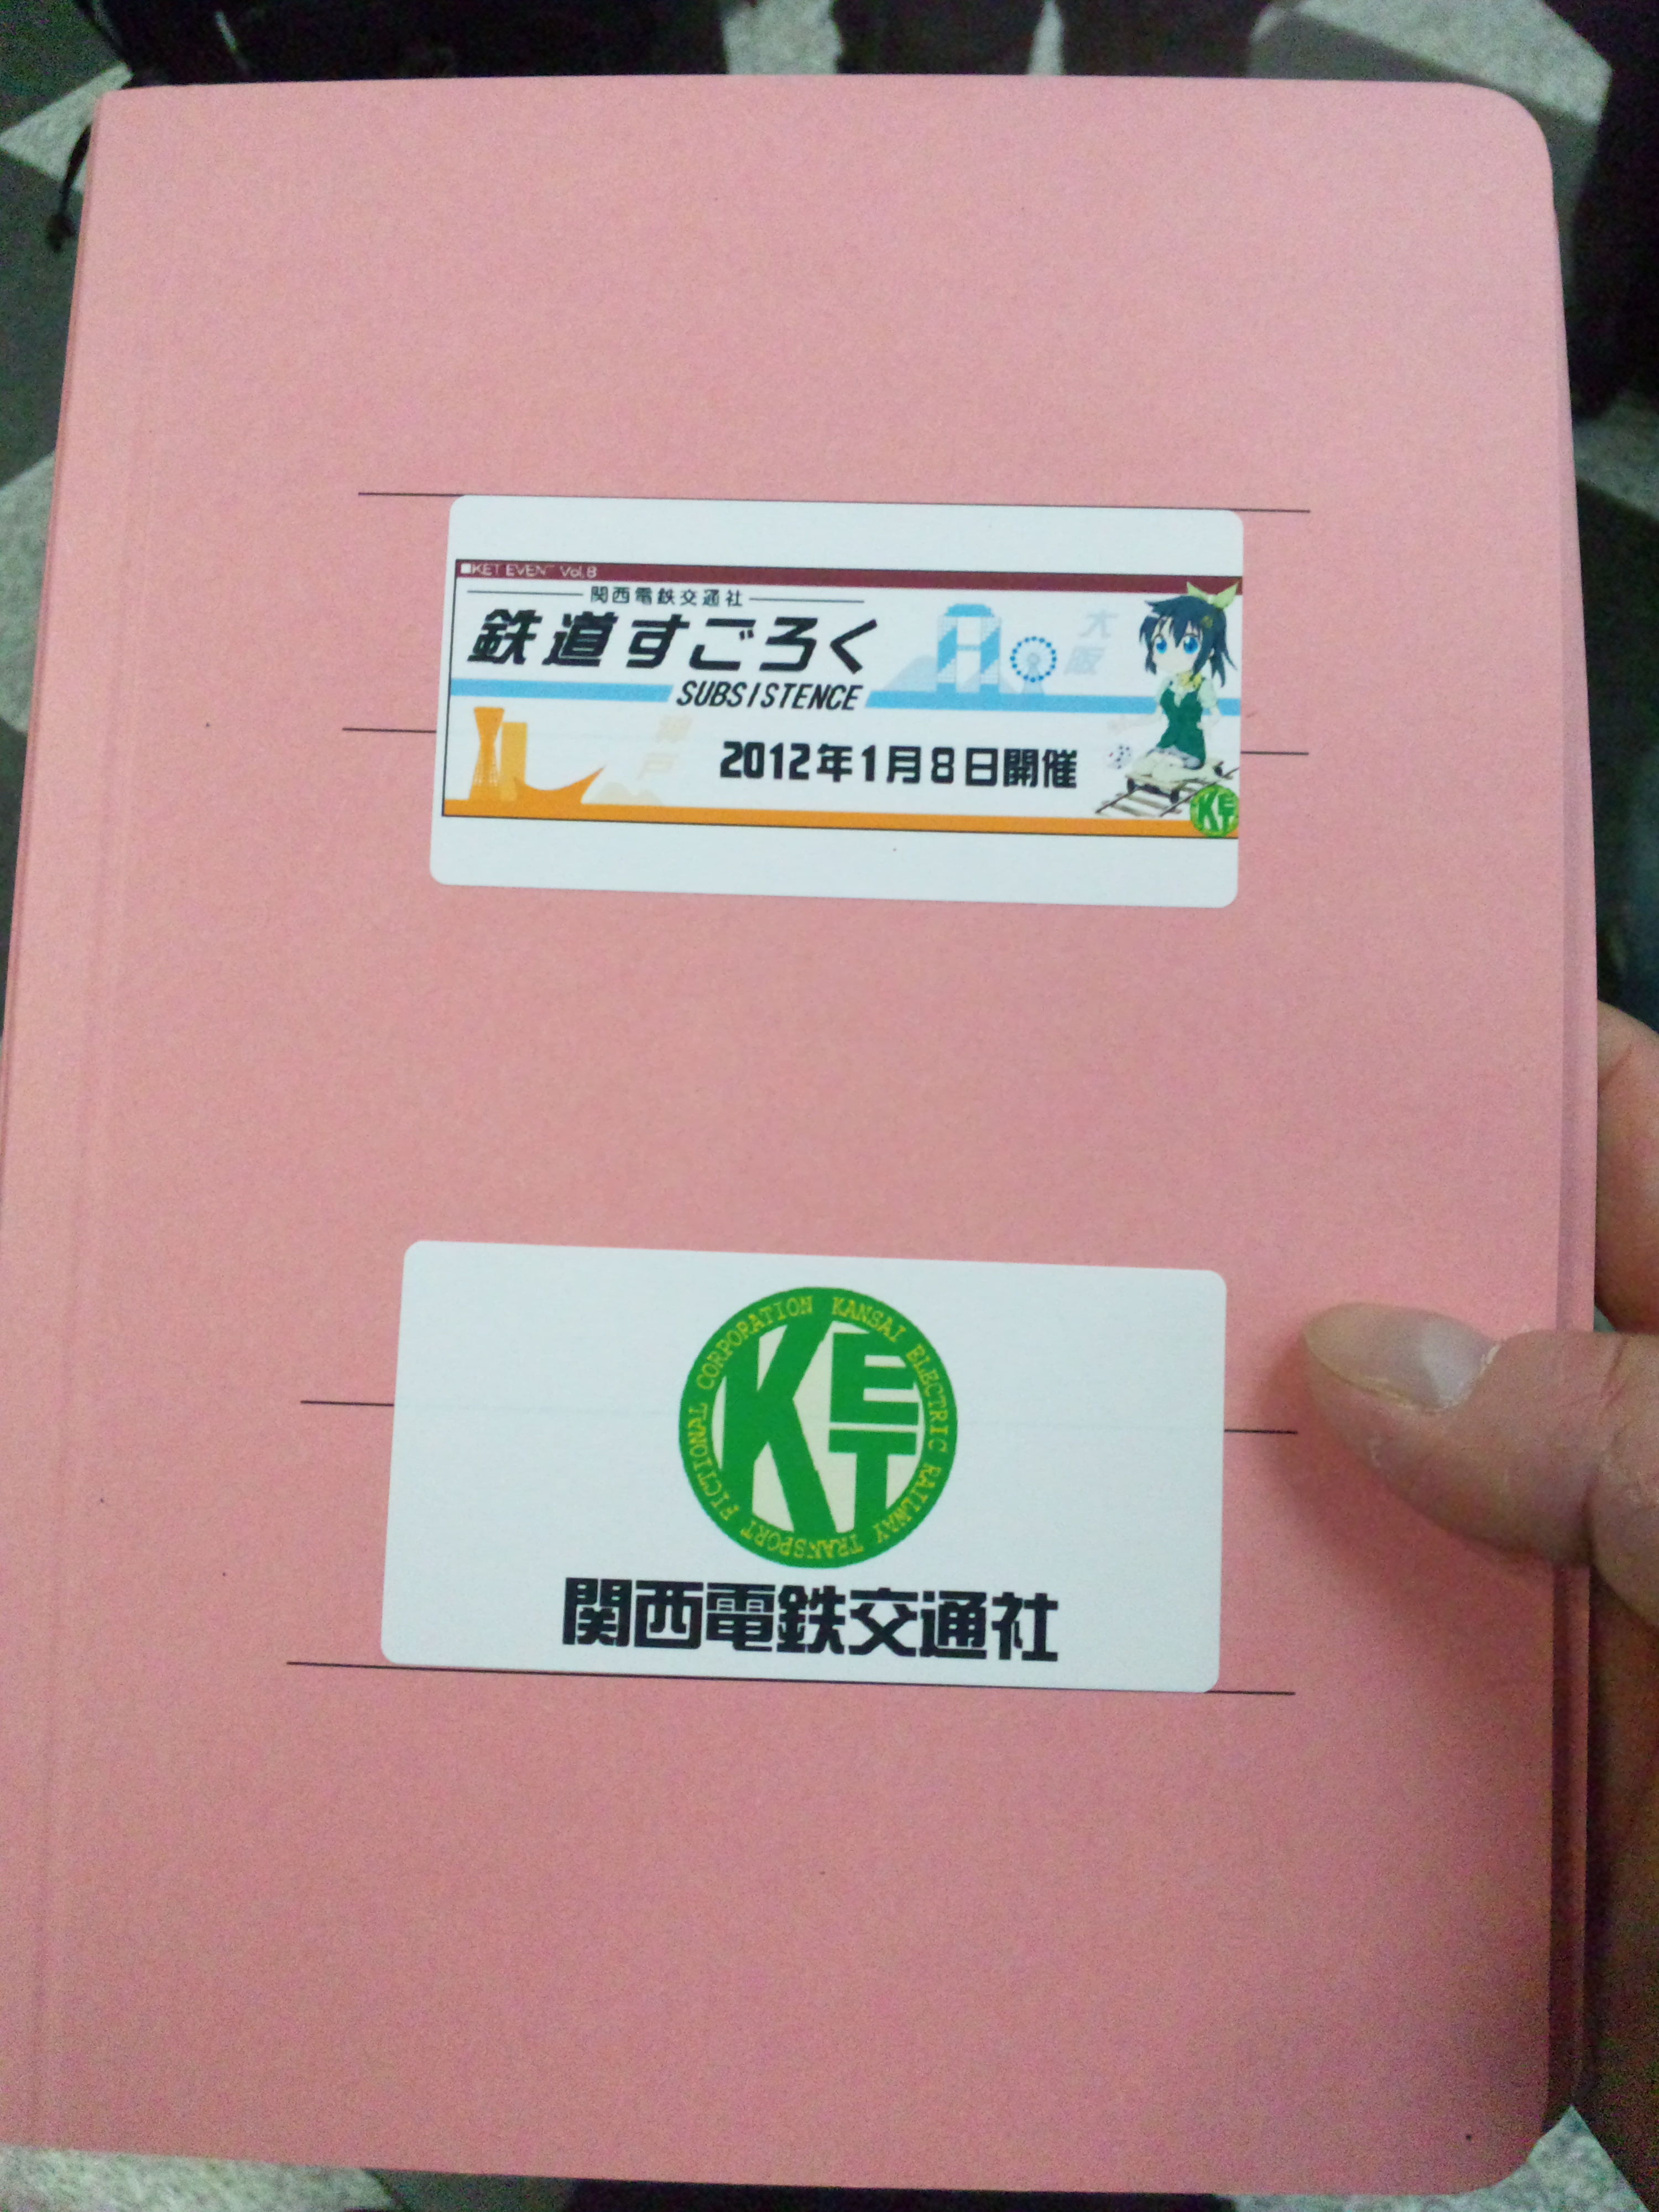 ■KET EVENT Vol.8
関西電鉄交通社
鉄道すごろく
SUBSISTENCE
大阪
神戸
2012年1月8日開催
KET
KET
KANSAI ELECTRIC RAILWAY TRANSPORT FICTIONAL CORPORATION
関西電鉄交通社